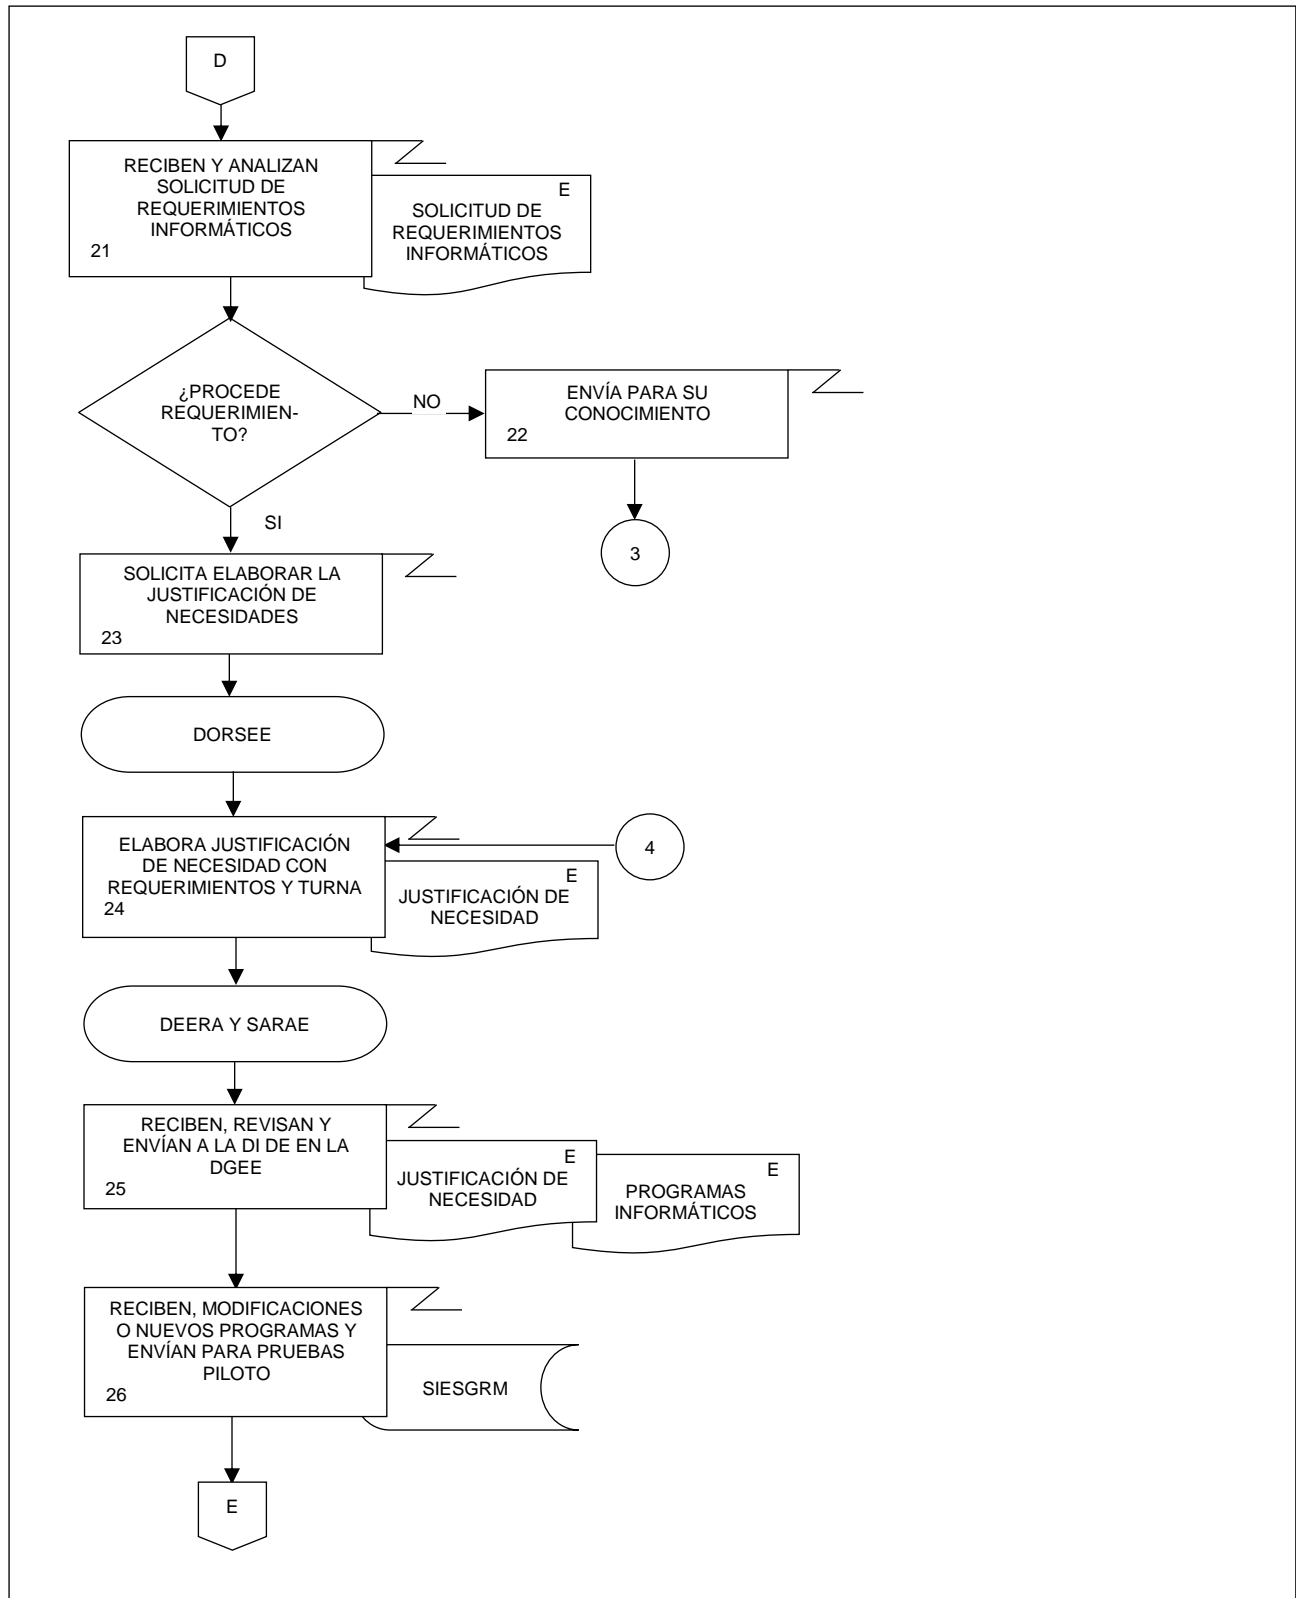 D
RECIBEN Y ANALIZAN
SOLICITUD DE
REQUERIMIENTOS
INFORMÁTICOS
21
E
SOLICITUD DE
REQUERIMIENTOS
INFORMÁTICOS
¿PROCEDE
REQUERIMIEN-
TO?
NO
ENVÍA PARA SU
CONOCIMIENTO
22
3
SI
SOLICITA ELABORAR LA
JUSTIFICACIÓN DE
NECESIDADES
23
DORSEE
ELABORA JUSTIFICACIÓN
DE NECESIDAD CON
REQUERIMIENTOS Y TURNA
24
4
E
JUSTIFICACIÓN DE
NECESIDAD
DEERA Y SARAE
RECIBEN, REVISAN Y
ENVÍAN A LA DI DE EN LA
DGEE
25
E
JUSTIFICACIÓN DE
NECESIDAD
E
PROGRAMAS
INFORMÁTICOS
RECIBEN, MODIFICACIONES
O NUEVOS PROGRAMAS Y
ENVÍAN PARA PRUEBAS
PILOTO
26
SIESGRM
E